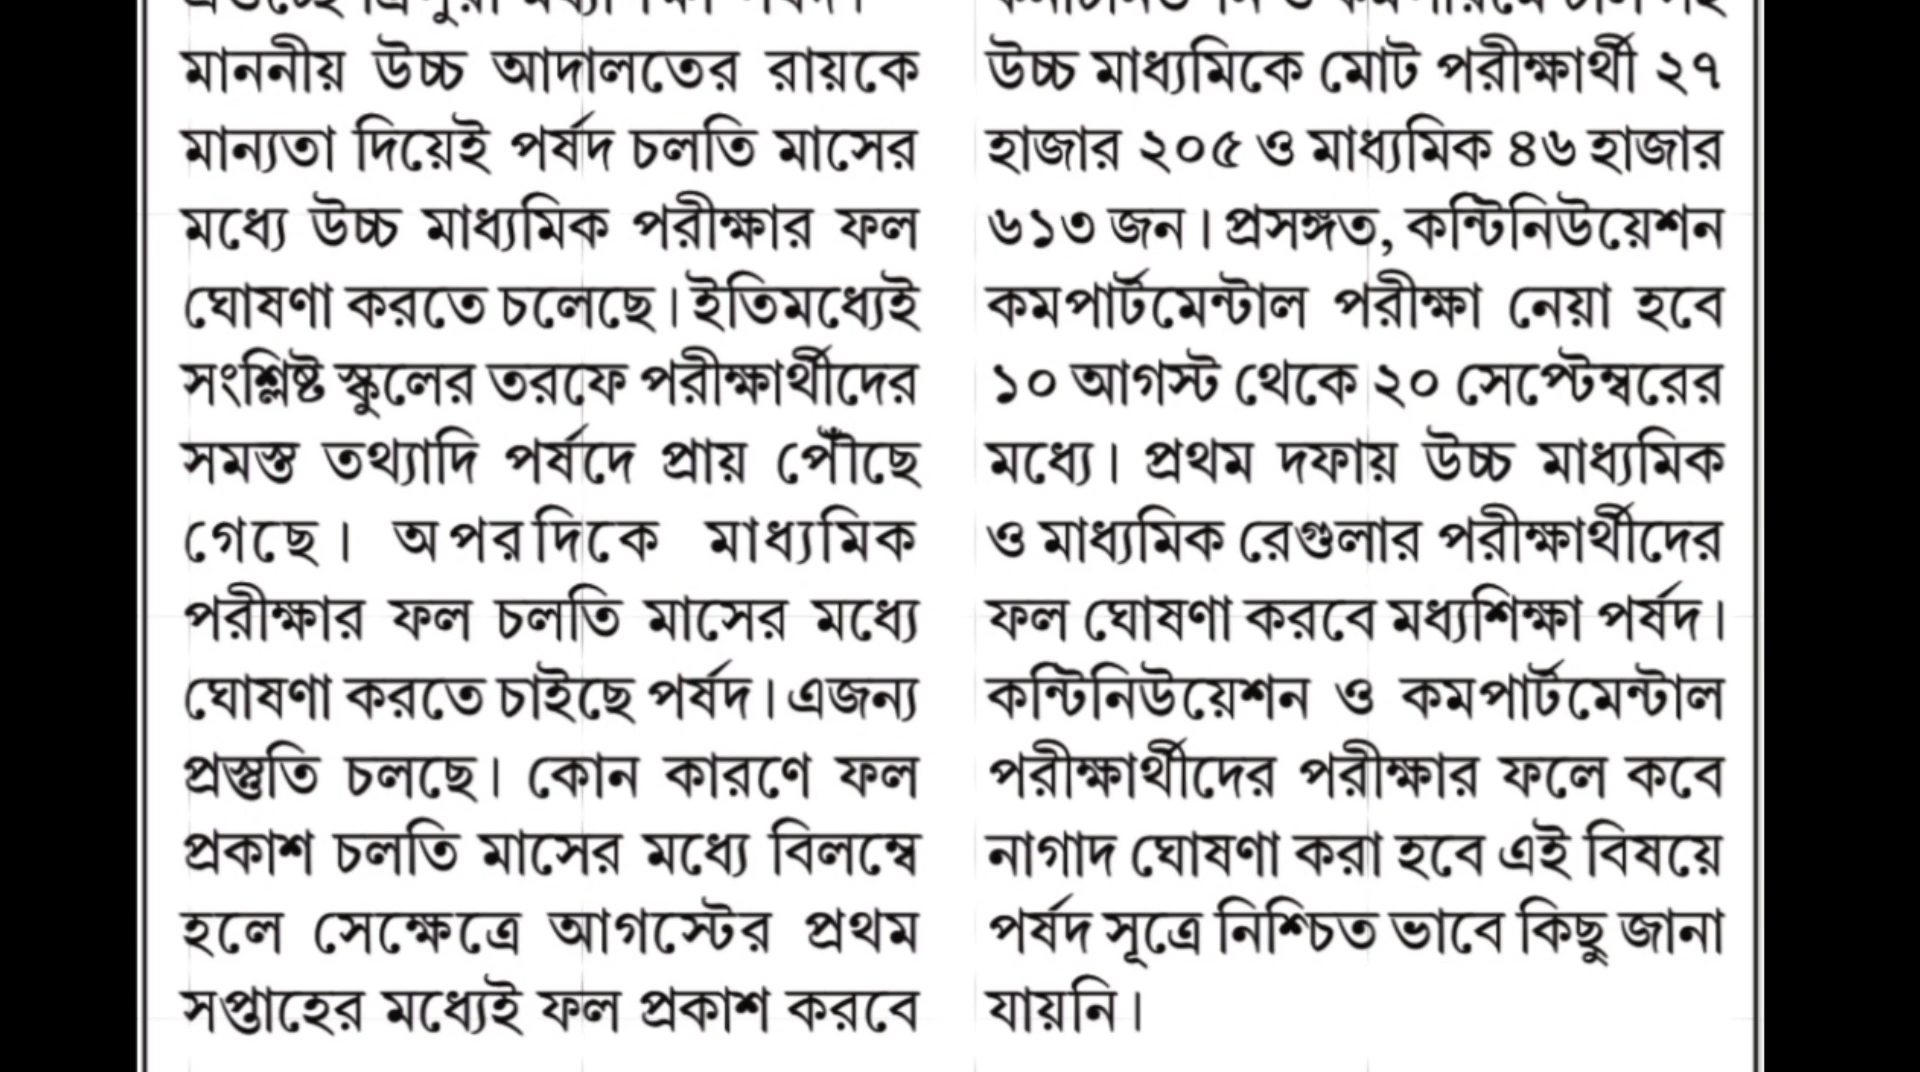 মাননীয় উচ্চ আদালতের রায়কে
মান্যতা দিয়েই পর্ষদ চলতি মাসের
মধ্যে উচ্চ মাধ্যমিক পরীক্ষার ফল
ঘোষণা করতে চলেছে। ইতিমধ্যেই
সংশ্লিষ্ট স্কুলের তরফে পরীক্ষার্থীদের
সমস্ত তথ্যাদি পর্ষদে প্রায় পৌঁছে
গেছে। অপরদিকে মাধ্যমিক
পরীক্ষার ফল চলতি মাসের মধ্যে
ঘোষণা করতে চাইছে পর্ষদ। এজন্য
প্রস্তুতি চলছে। কোন কারণে ফল
প্রকাশ চলতি মাসের মধ্যে বিলম্বে
হলে সেক্ষেত্রে আগস্টের প্রথম
সপ্তাহের মধ্যেই ফল প্রকাশ করবে
উচ্চ মাধ্যমিকে মোট পরীক্ষার্থী ২৭
হাজার ২০৫ ও মাধ্যমিক ৪৬ হাজার
৬১৩ জন। প্রসঙ্গত, কন্টিনিউয়েশন
কমপার্টমেন্টাল পরীক্ষা নেয়া হবে
১০ আগস্ট থেকে ২০ সেপ্টেম্বরের
মধ্যে। প্রথম দফায় উচ্চ মাধ্যমিক
ও মাধ্যমিক রেগুলার পরীক্ষার্থীদের
ফল ঘোষণা করবে মধ্যশিক্ষা পর্ষদ।
কন্টিনিউয়েশন ও কমপার্টমেন্টাল
পরীক্ষার্থীদের পরীক্ষার ফলে কবে
নাগাদ ঘোষণা করা হবে এই বিষয়ে
পর্ষদ সূত্রে নিশ্চিত ভাবে কিছু জানা
যায়নি।